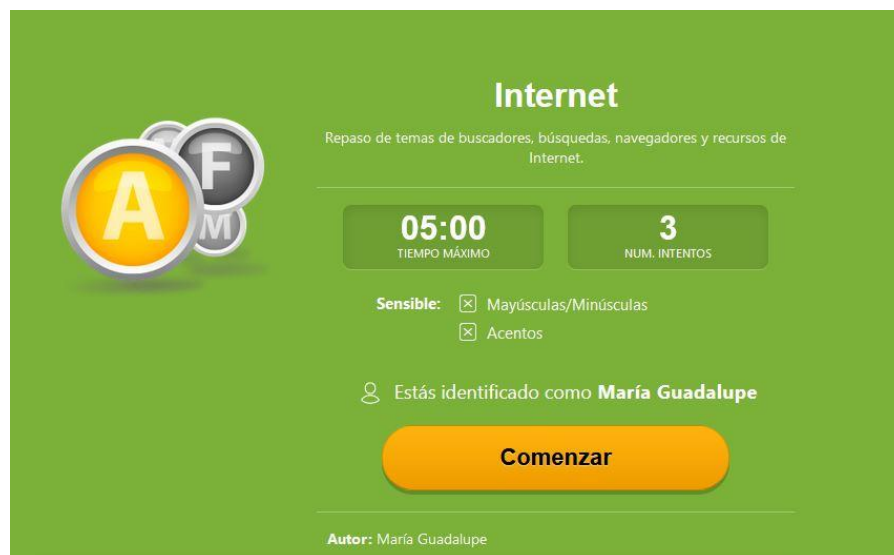 Internet
Repaso de temas de buscadores, búsquedas, navegadores y recursos de
Internet.
A F M
05:00
TIEMPO MÁXIMO
3
NUM. INTENTOS
Sensible: Mayúsculas/Minúsculas
Acentos
Estás identificado como María Guadalupe
Comenzar
Autor: María Guadalupe